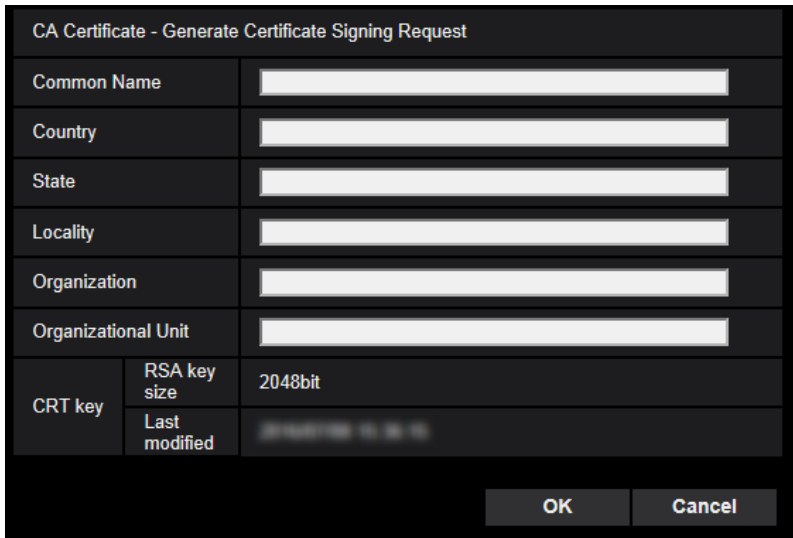 CA Certificate - Generate Certificate Signing Request
Common Name
Country
State
Locality
Organization
Organizational Unit
CRT key
RSA key
size
2048bit
Last
modified
OK
Cancel